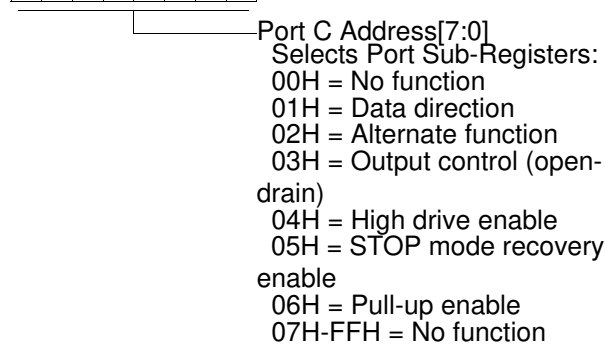 Port C Address[7:0]
Selects Port Sub-Registers:
00H = No function
01H = Data direction
02H = Alternate function
03H = Output control (open-
drain)
04H = High drive enable
05H = STOP mode recovery
enable
06H = Pull-up enable
07H-FFH = No function